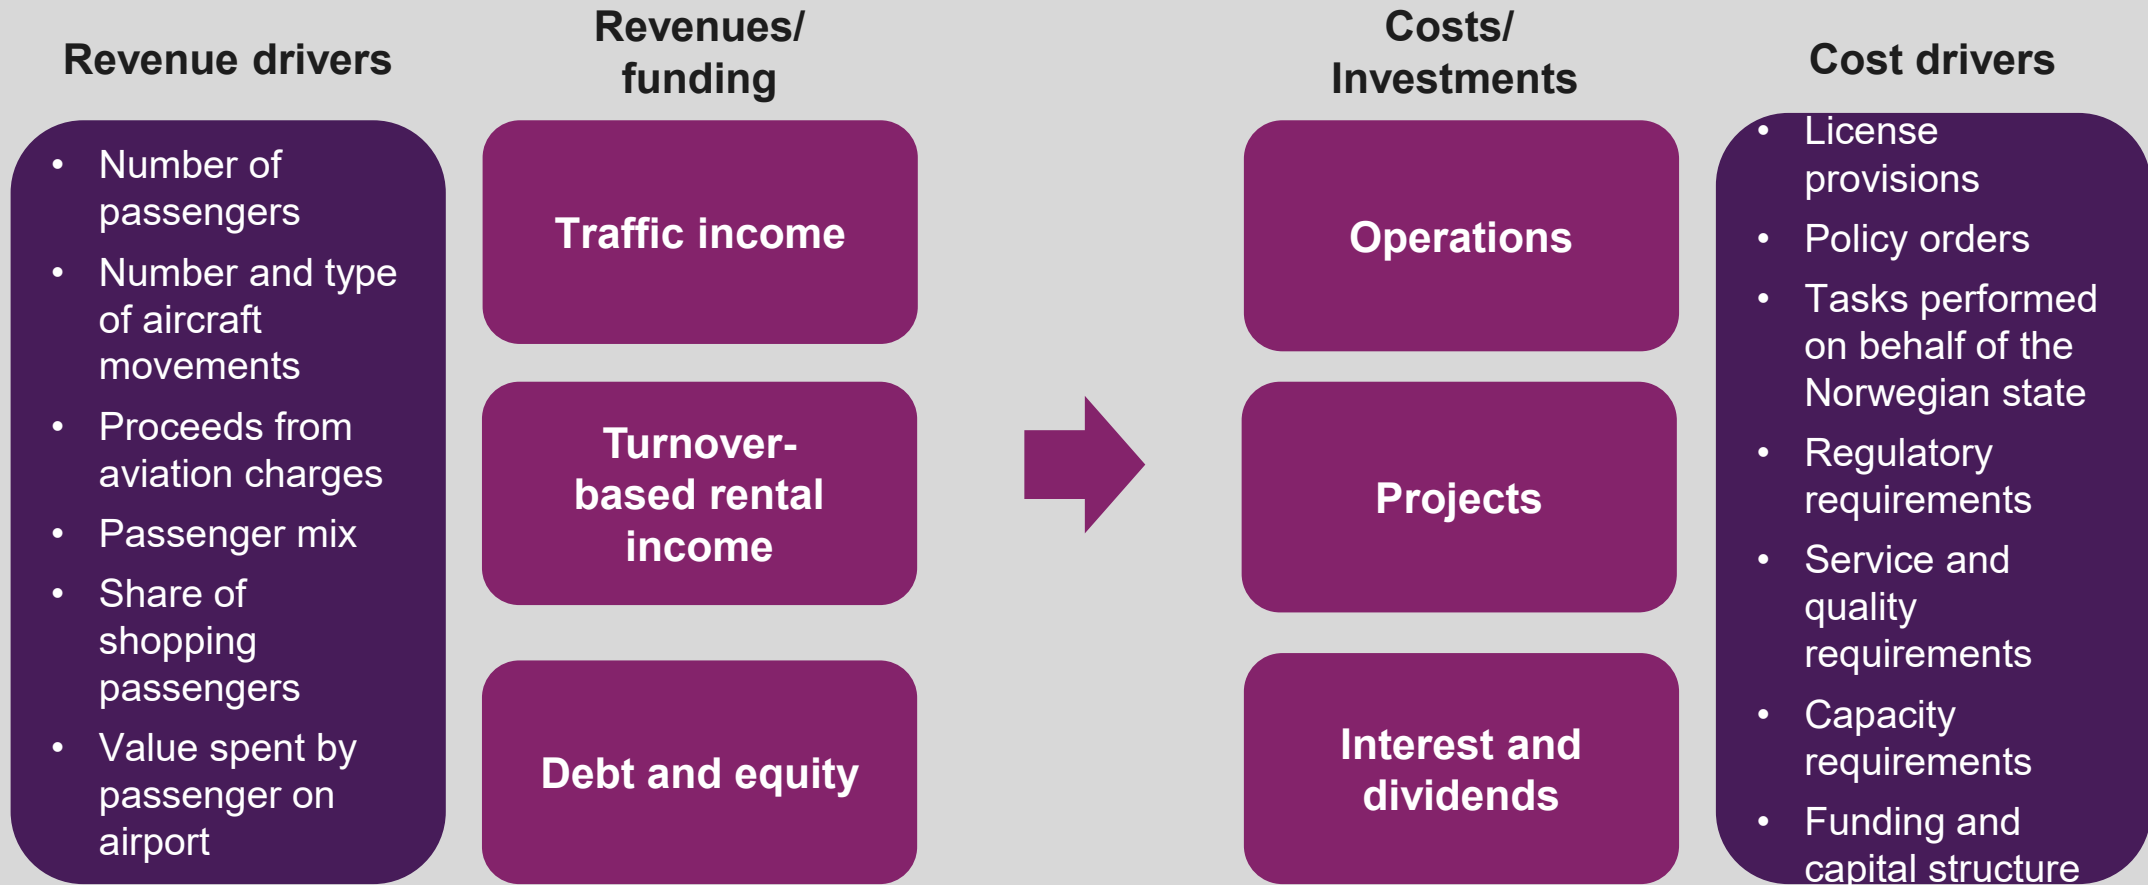 Revenue drivers
• Number of
passengers
• Number and type
of aircraft
movements
• Proceeds from
aviation charges
• Passenger mix
• Share of
shopping
passengers
• Value spent by
passenger on
airport
Revenues/
funding
Traffic income
Turnover-
based rental
income
Debt and equity
Costs/
Investments
Operations
Projects
Interest and
dividends
Cost drivers
• License
provisions
• Policy orders
• Tasks performed
on behalf of the
Norwegian state
• Regulatory
requirements
• Service and
quality
requirements
• Capacity
requirements
• Funding and
capital structure